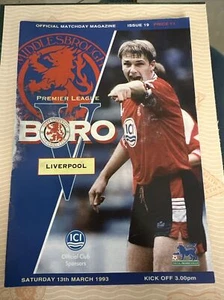 OFFICIAL MATCHDAY MAGAZINE
ISSUE 19
MIDDLESBROUGH
PREMIER LEAGUE
V
BORO
LIVERPOOL
ICI
ICI
Official Club
Sponsors
SATURDAY 13th MARCH 1993
KICK OFF 3.00pm